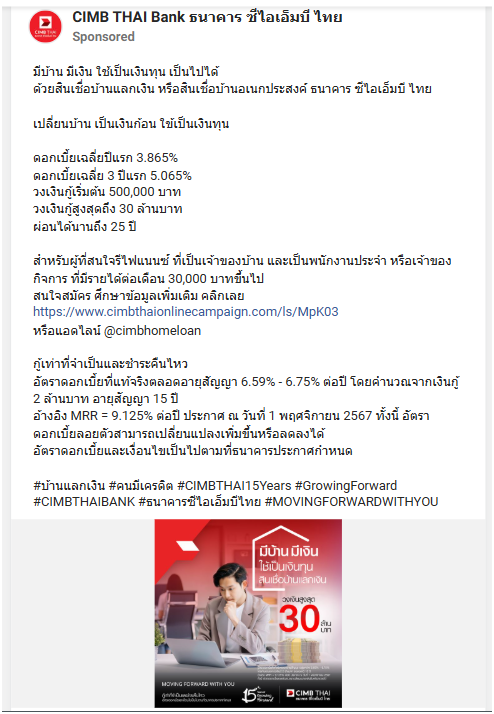 CIMB THAI Bank ธนาคาร ซีไอเอ็มบี ไทย
Sponsored
มีบ้าน มีเงิน ใช้เป็นเงินทุน เป็นไปได้
ด้วยสินเชื่อบ้านแลกเงิน หรือสินเชื่อบ้านอเนกประสงค์ ธนาคาร ซีไอเอ็มบี ไทย
เปลี่ยนบ้าน เป็นเงินก้อน ใช้เป็นเงินทุน
ดอกเบี้ยเฉลี่ยปีแรก 3.865%
ดอกเบี้ยเฉลี่ย 3 ปีแรก 5.065%
วงเงินกู้เริ่มต้น 500,000 บาท
วงเงินกู้สูงสุดถึง 30 ล้านบาท
ผ่อนได้นานถึง 25 ปี
สำหรับผู้ที่สนใจรีไฟแนนซ์ ที่เป็นเจ้าของบ้าน และเป็นพนักงานประจำ หรือเจ้าของ
กิจการ ที่มีรายได้ต่อเดือน 30,000 บาทขึ้นไป
สนใจสมัคร ศึกษาข้อมูลเพิ่มเติม คลิกเลย
https://www.cimbthaionlinecampaign.com/ls/MpK03
หรือแอดไลน์ @cimbhomeloan
กู้เท่าที่จำเป็นและชำระคืนไหว
อัตราดอกเบี้ยที่แท้จริงตลอดอายุสัญญา 6.59% - 6.75% ต่อปี โดยคำนวณจากเงินกู้
2 ล้านบาท อายุสัญญา 15 ปี
อ้างอิง MRR = 9.125% ต่อปี ประกาศ ณ วันที่ 1 พฤศจิกายน 2567 ทั้งนี้ อัตรา
ดอกเบี้ยลอยตัวสามารถเปลี่ยนแปลงเพิ่มขึ้นหรือลดลงได้
อัตราดอกเบี้ยและเงื่อนไขเป็นไปตามที่ธนาคารประกาศกำหนด
#บ้านแลกเงิน #คนมีเครดิต #CIMBTHAI15Years #GrowingForward
#CIMBTHAIBANK #ธนาคารซีไอเอ็มบีไทย #MOVINGFORWARDWITHYOU
มีบ้าน มีเงิน
ใช้เป็นเงินทุน
สินเชื่อบ้านแลกเงิน
วงเงินสูงสุด
30 ล้าน
บาท
MOVING FORWARD WITH YOU
กู้เท่าที่จำเป็นและชำระคืนไหว
15
CIMB THAI